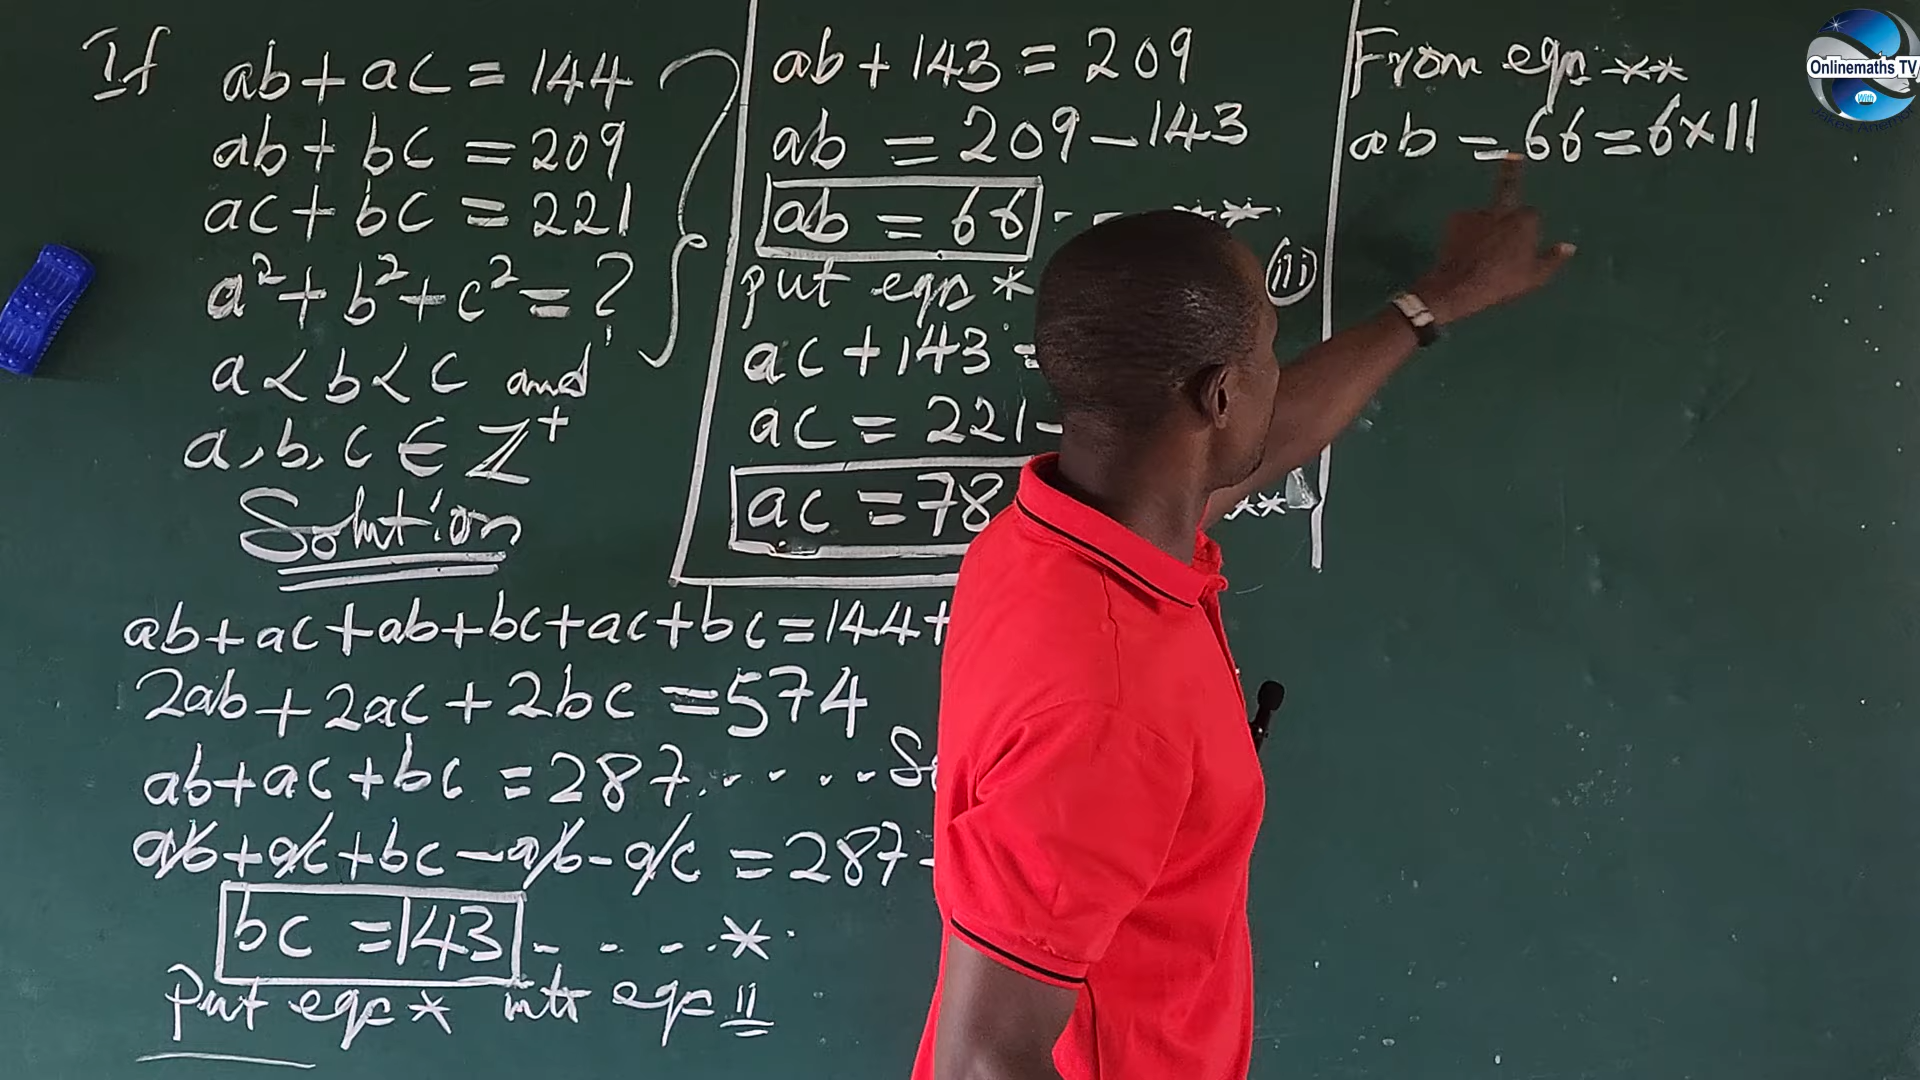 If ab + ac = 144
ab + bc = 209
ac + bc = 221
a² + b² + c² = ?
a < b < c and
a, b, c ∈ ℤ⁺
Solution
ab + ac + ab + bc + ac + bc = 144 +
2ab + 2ac + 2bc = 574
ab + ac + bc = 287 . . . .
ab + ac + bc - ab - ac = 287 -
bc = 143 - - - - *
put eqn * into eqn ii
ab + 143 = 209
ab = 209 - 143
ab = 66 - - **
put eqn * (iii)
ac + 143 =
ac = 221 -
ac = 78 **
From eqn **
ab = 66 = 6 × 11
Onlinemaths TV
With